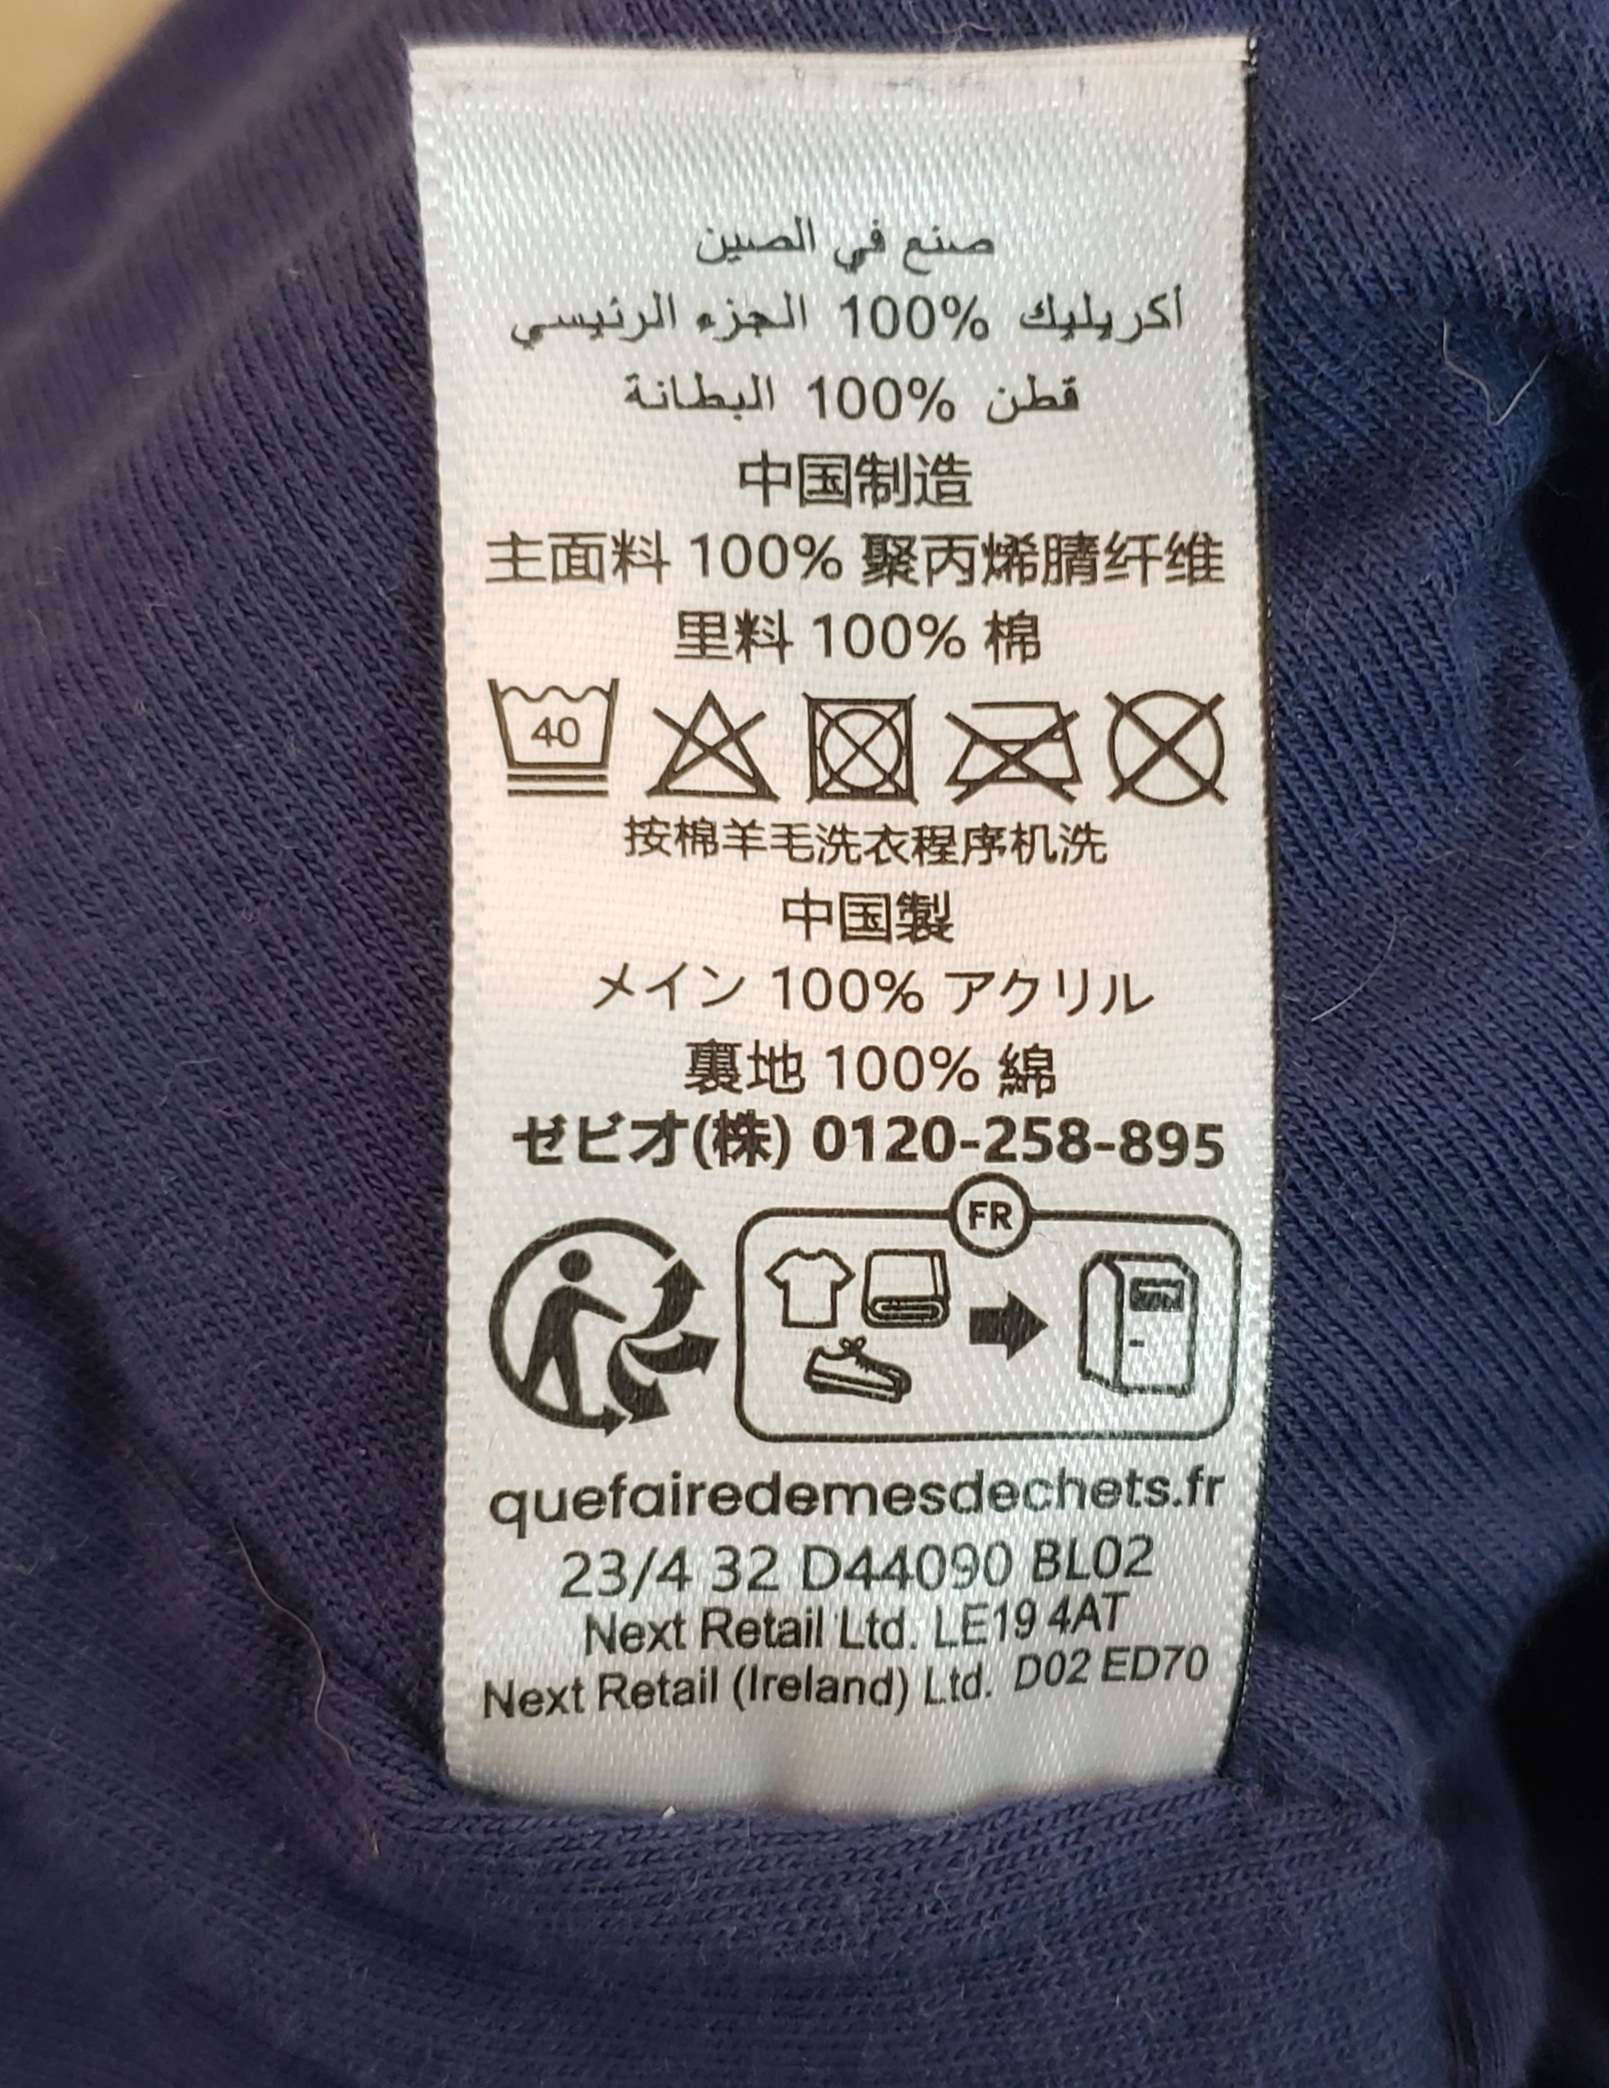 صنع في الصين
أكريليك 100% الجزء الرئيسي
قطن 100% البطانة
中国制造
主面料 100% 聚丙烯腈纤维
里料 100% 棉
40
按棉羊毛洗衣程序机洗
中国製
メイン 100% アクリル
裏地 100% 綿
ゼビオ(株) 0120-258-895
FR
quefairedemesdechets.fr
23/4 32 D44090 BL02
Next Retail Ltd. LE19 4AT
Next Retail (Ireland) Ltd. D02 ED70